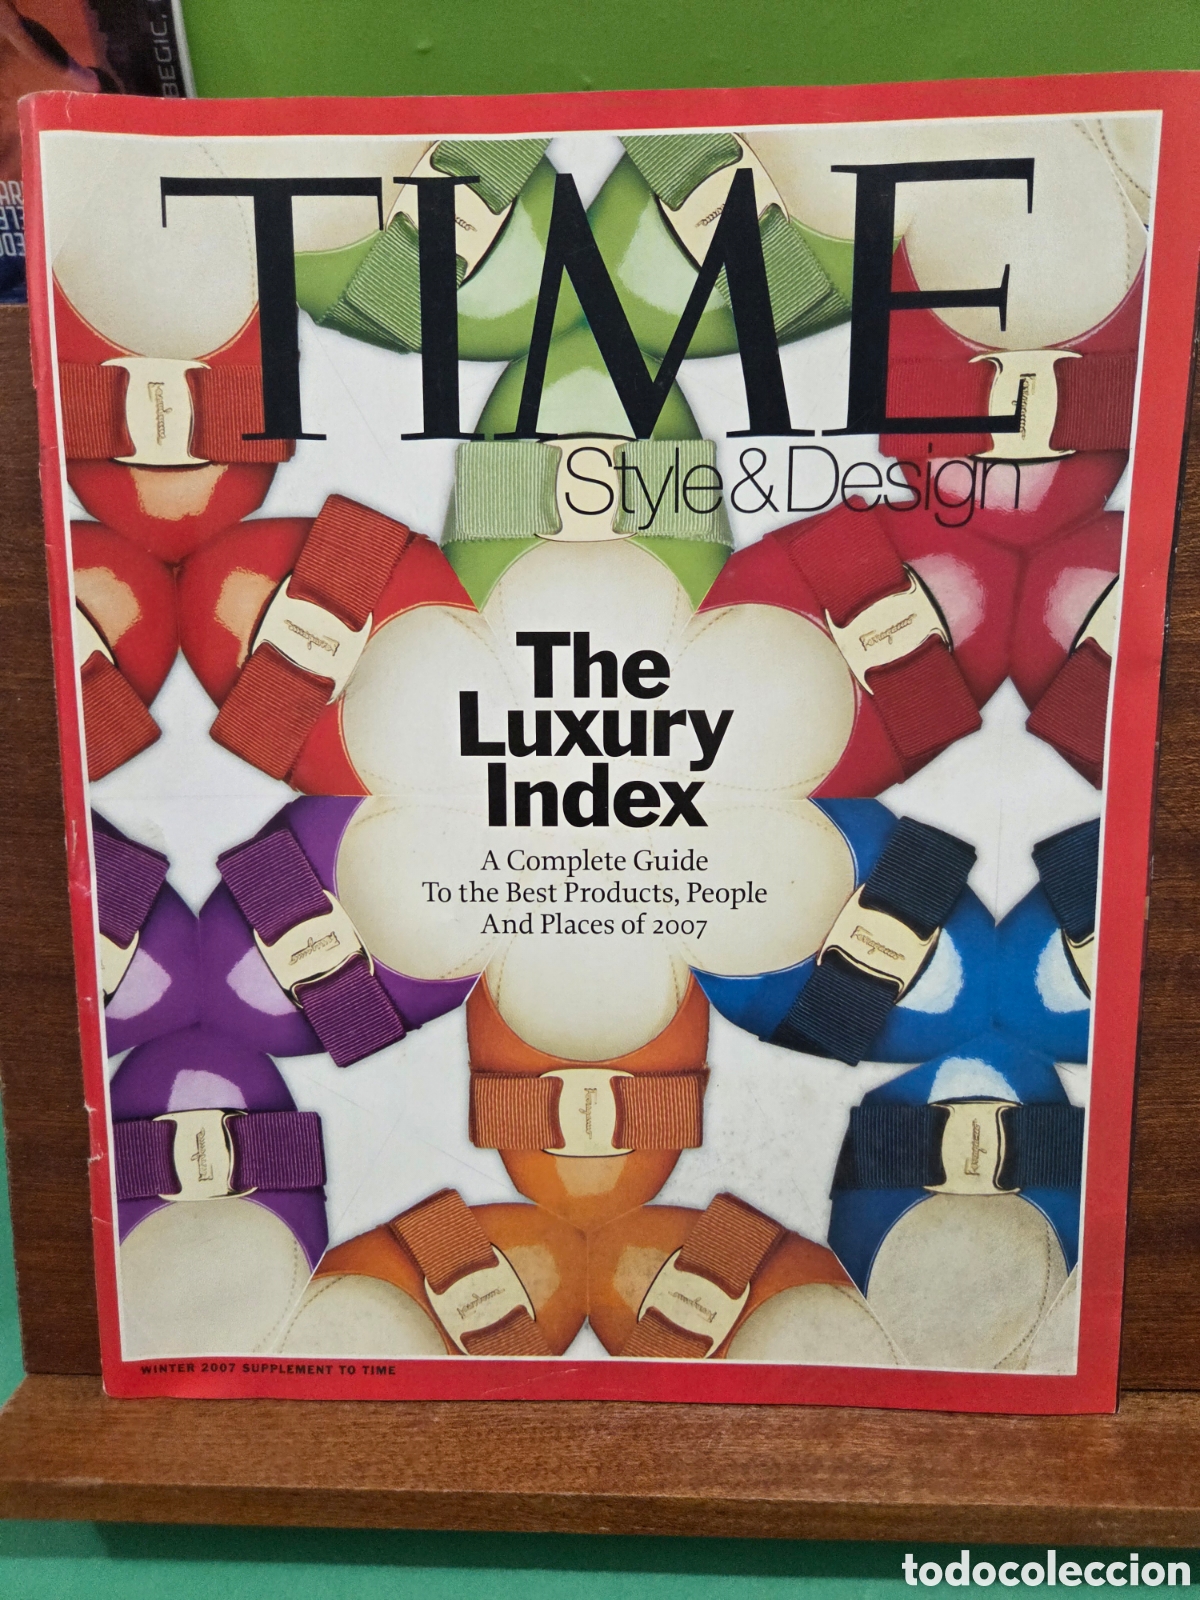 TIME
Style & Design
The
Luxury
Index
A Complete Guide
To the Best Products, People
And Places of 2007
WINTER 2007 SUPPLEMENT TO TIME
BEGIC,
todocoleccion